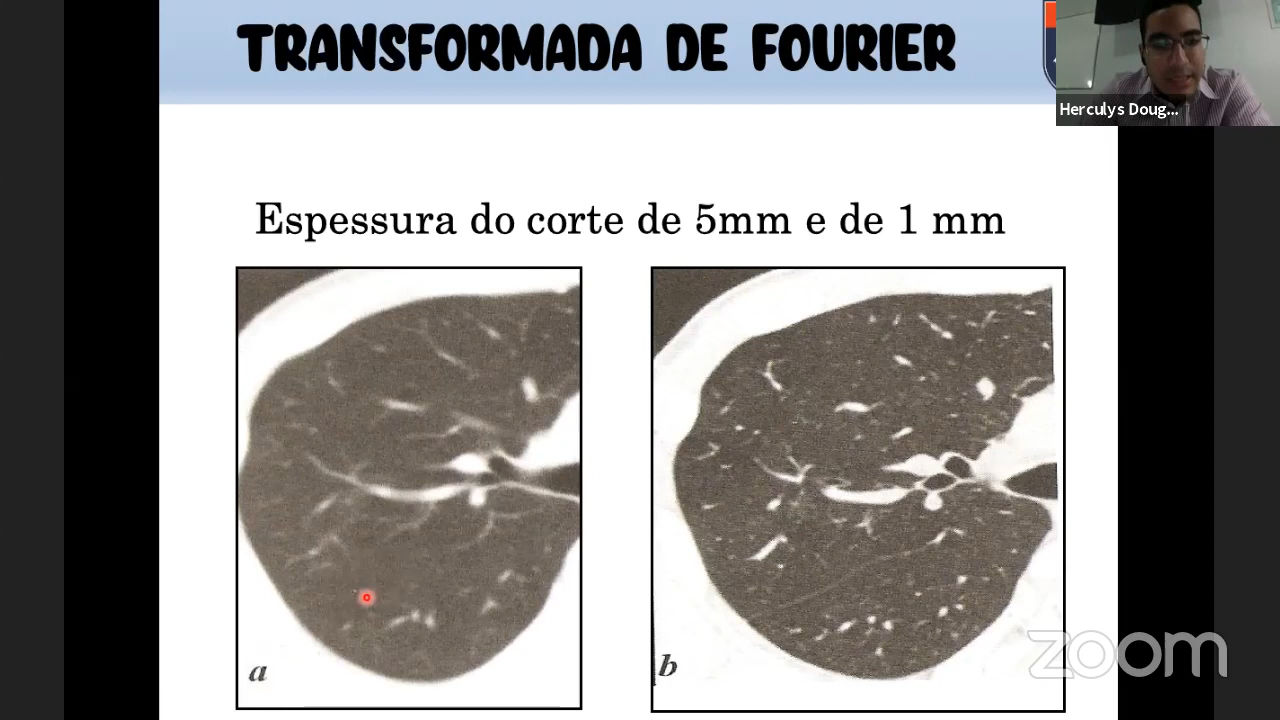 TRANSFORMADA DE FOURIER
Herculys Doug...
Espessura do corte de 5mm e de 1 mm
a
b
zoom